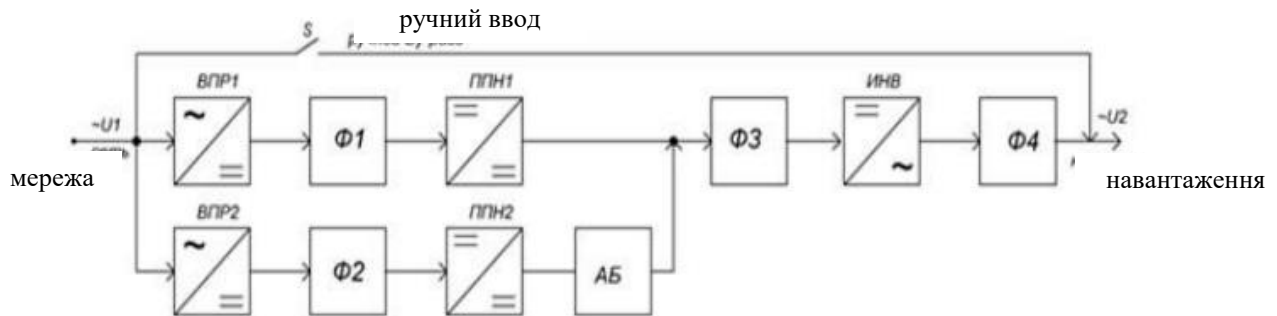 ручний ввод
S
ВПР1
ППН1
ИНВ
~U1
~
=
Ф1
=
=
Ф3
=
~
Ф4
~U2
мережа
навантаження
ВПР2
ППН2
~
=
Ф2
=
=
АБ